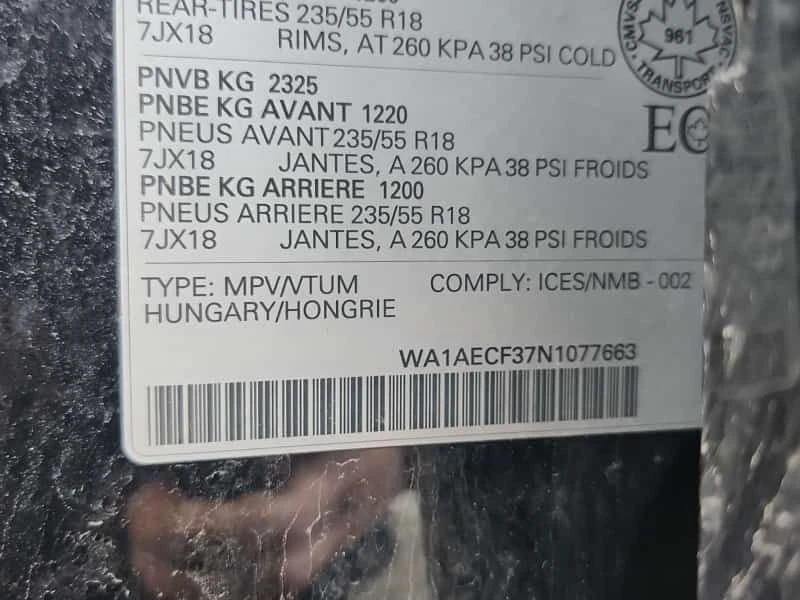 REAR-TIRES 235/55 R18
7JX18 RIMS, AT 260 KPA 38 PSI COLD
PNVB KG 2325
PNBE KG AVANT 1220
PNEUS AVANT 235/55 R18
7JX18 JANTES, A 260 KPA 38 PSI FROIDS
PNBE KG ARRIERE 1200
PNEUS ARRIERE 235/55 R18
7JX18 JANTES, A 260 KPA 38 PSI FROIDS
TYPE: MPV/VTUM COMPLY: ICES/NMB - 002
HUNGARY/HONGRIE
WA1AECF37N1077663
961
TRANSPORT